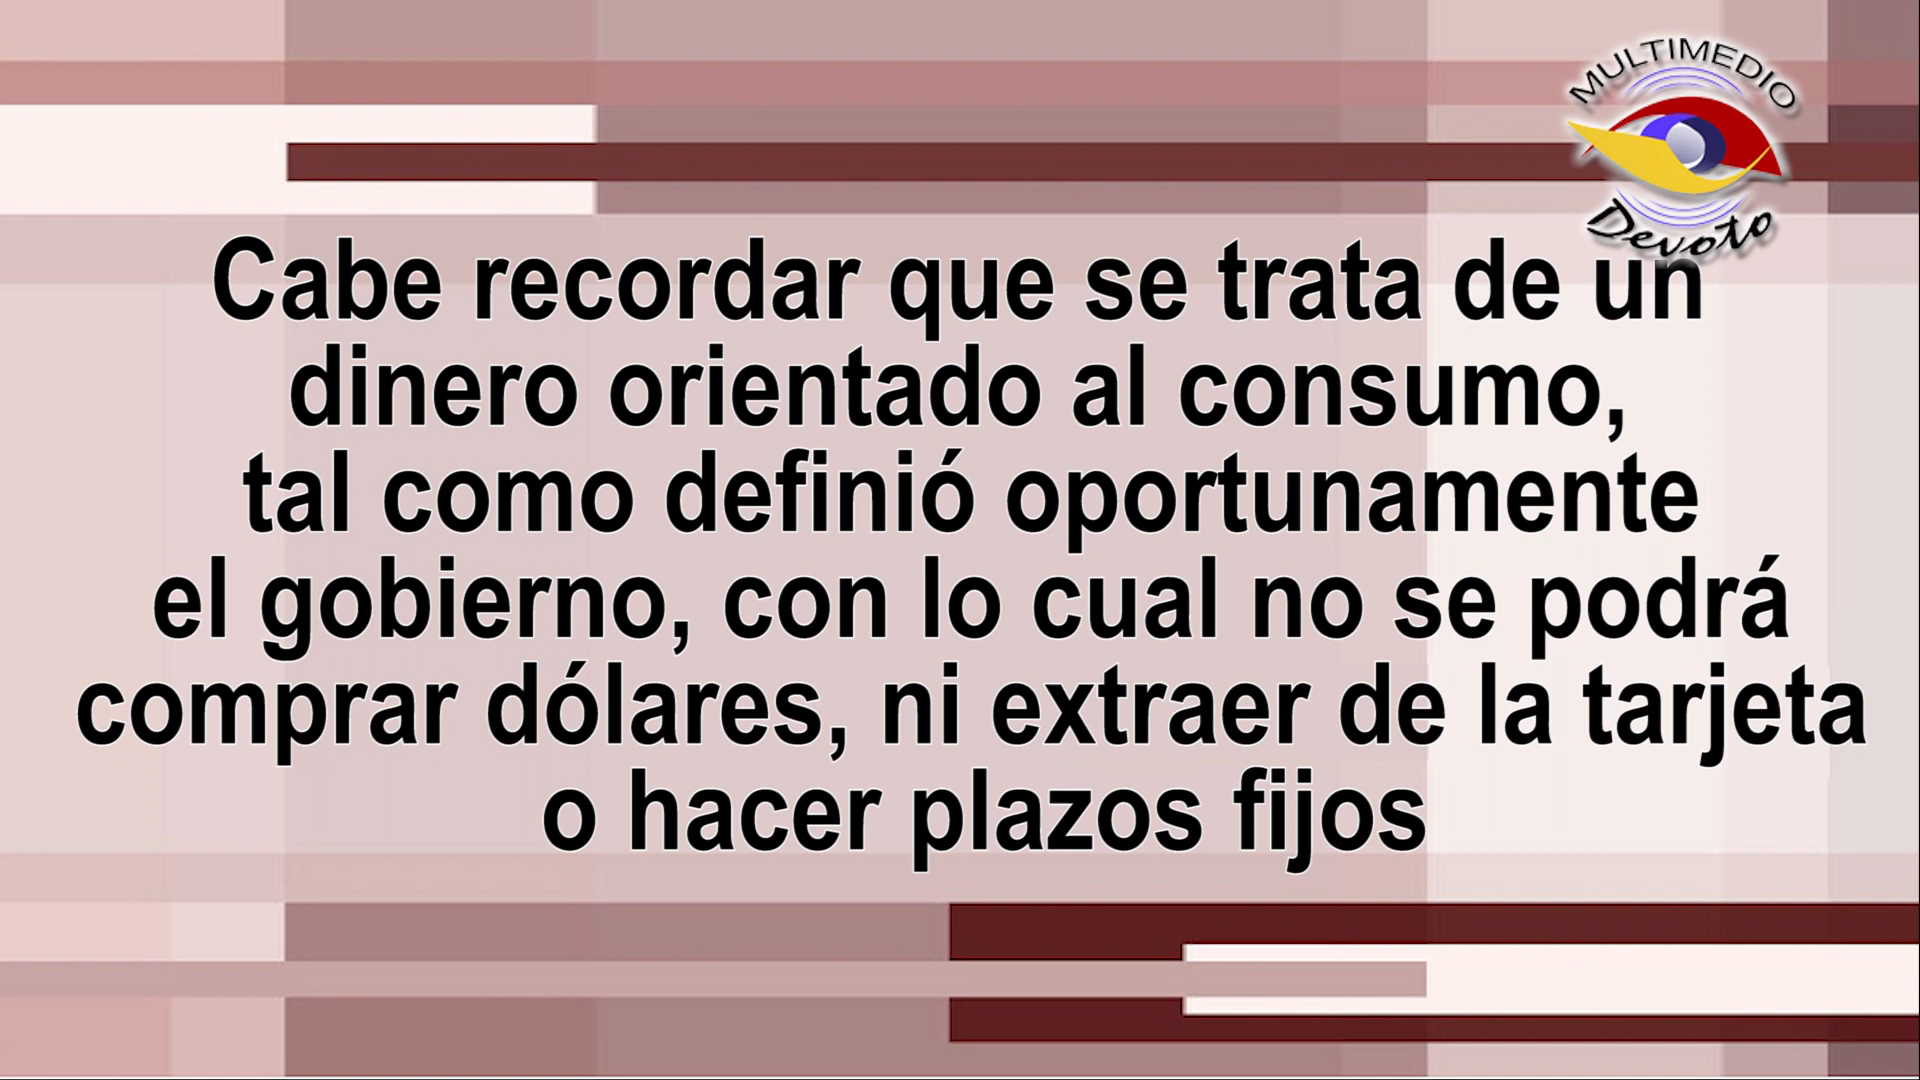 MULTIMEDIO
Devoto
Cabe recordar que se trata de un
dinero orientado al consumo,
tal como definió oportunamente
el gobierno, con lo cual no se podrá
comprar dólares, ni extraer de la tarjeta
o hacer plazos fijos